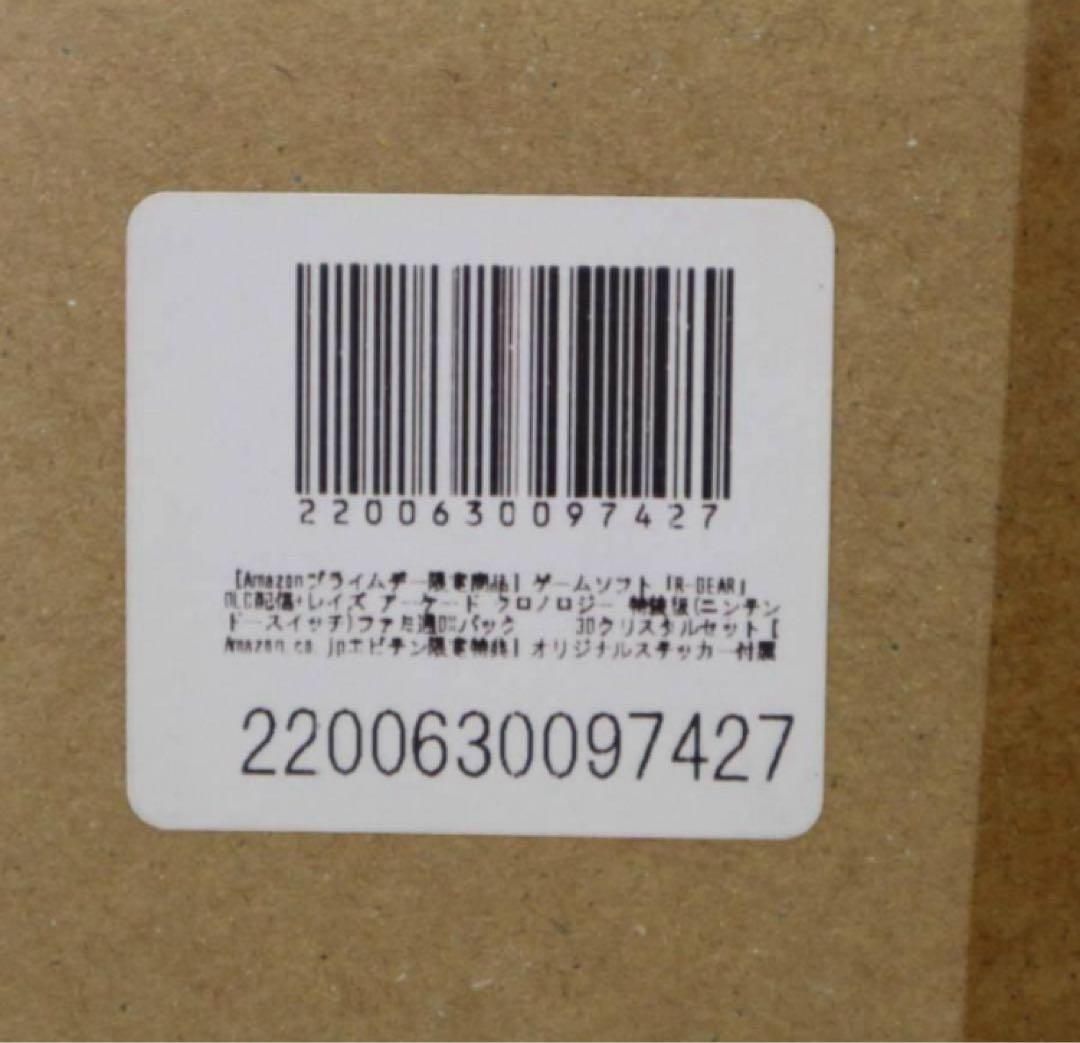 2200630097427
【Amazonプライムデー限定商品】 ゲームソフト 「R-GEAR」
DLC配信+レイズ アーケード クロノロジー 特装版(ニンテン
ドースイッチ)ファミ通DXパック 3Dクリスタルセット【
Amazon.co.jpエビテン限定特典】 オリジナルステッカー付属
2200630097427